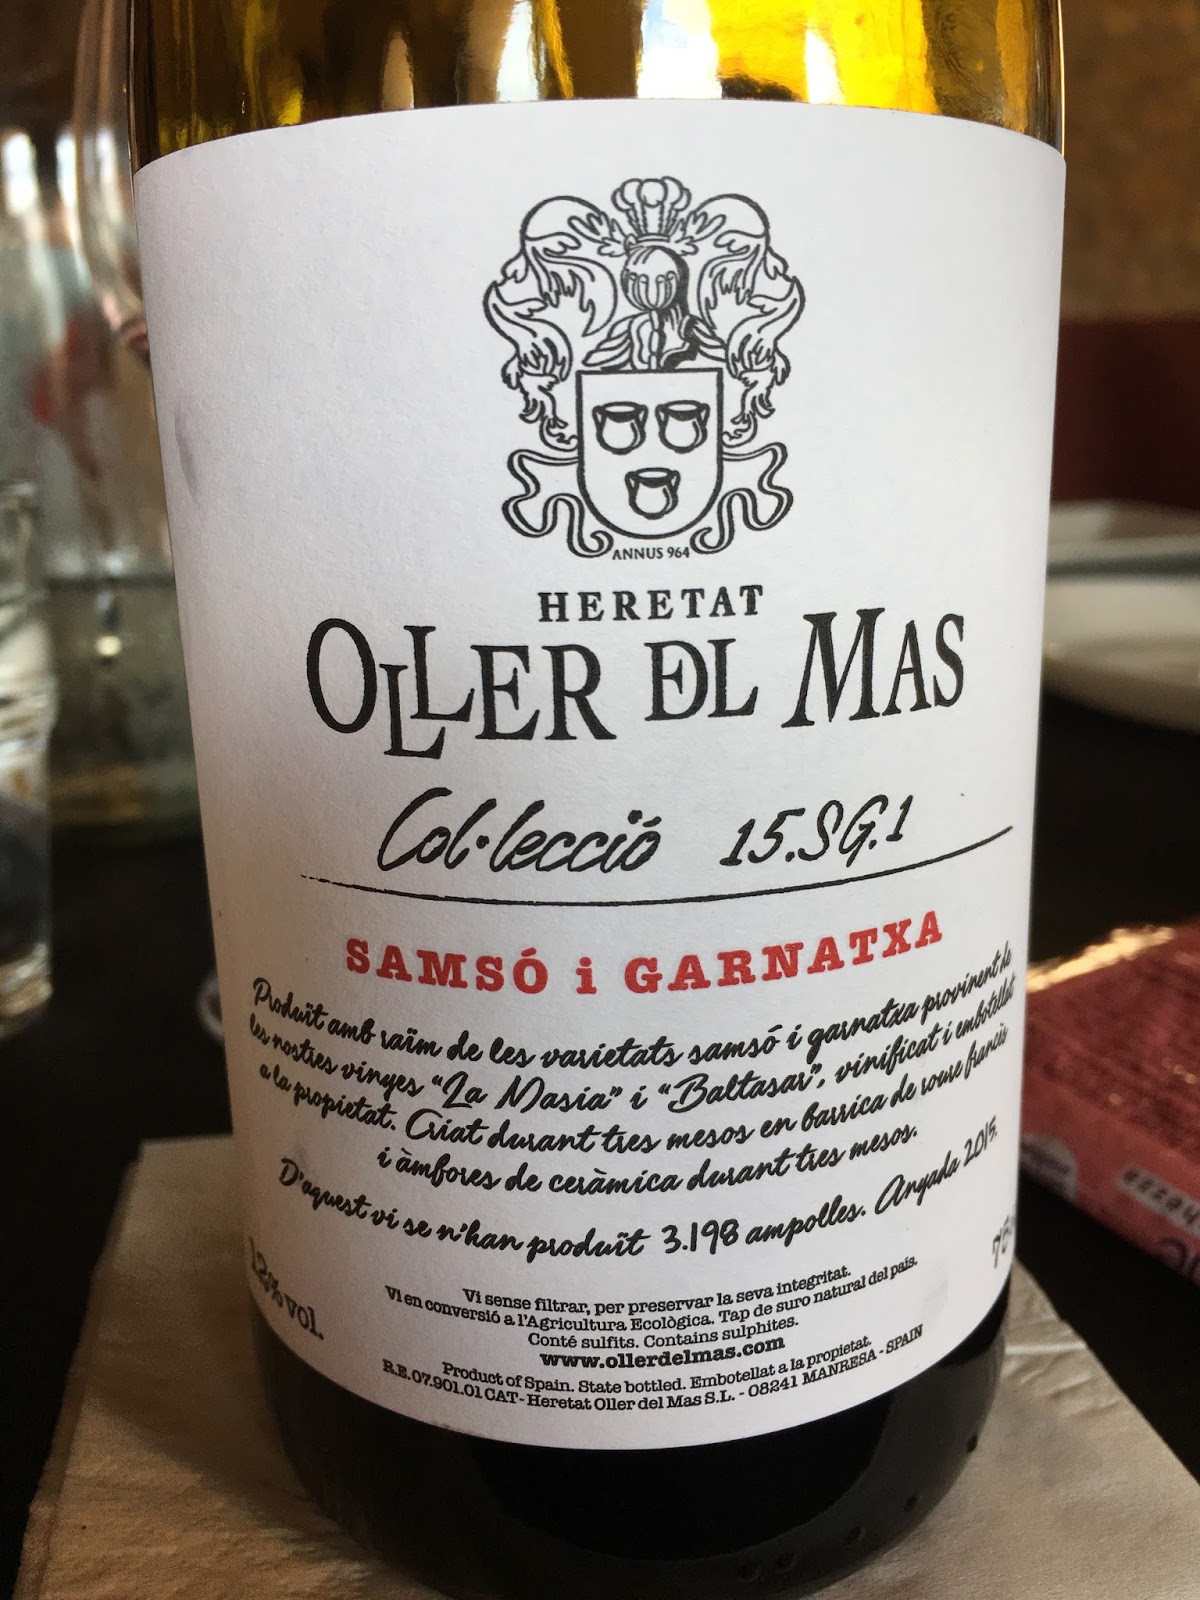 ANNUS 964
HERETAT
OLLER DEL MAS
Col·lecció 15.SG.1
SAMSÓ i GARNATXA
Produït amb raïm de les varietats samsó i garnatxa provinent de
les nostres vinyes "La Masia" i "Baltasar", vinificat i embotellat
a la propietat. Criat durant tres mesos en barrica de roure francès
i àmfores de ceràmica durant tres mesos.
D'aquest vi se n'han produït 3.198 ampolles. Anyada 2015.
% vol.
75
Vi sense filtrar, per preservar la seva integritat.
Vi en conversió a l'Agricultura Ecològica. Tap de suro natural del país.
Conté sulfits. Contains sulphites.
www.ollerdelmas.com
Product of Spain. State bottled. Embotellat a la propietat.
R.E. 07.901.01 CAT - Heretat Oller del Mas S.L. - 08241 MANRESA - SPAIN